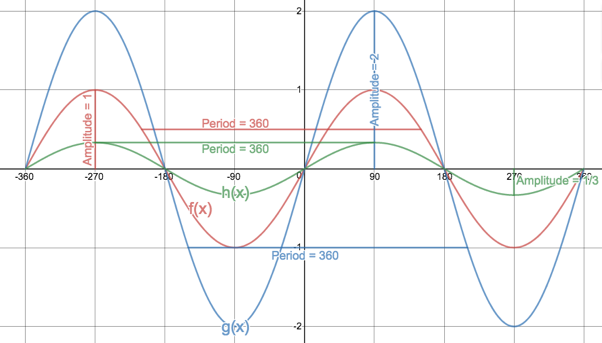 2
Amplitude = 2
Amplitude = 1
1
Period = 360
Period = 360
-360
-270
-180
-90
0
90
180
270
360
Amplitude = 1/3
h(x)
f(x)
-1
Period = 360
g(x)
-2